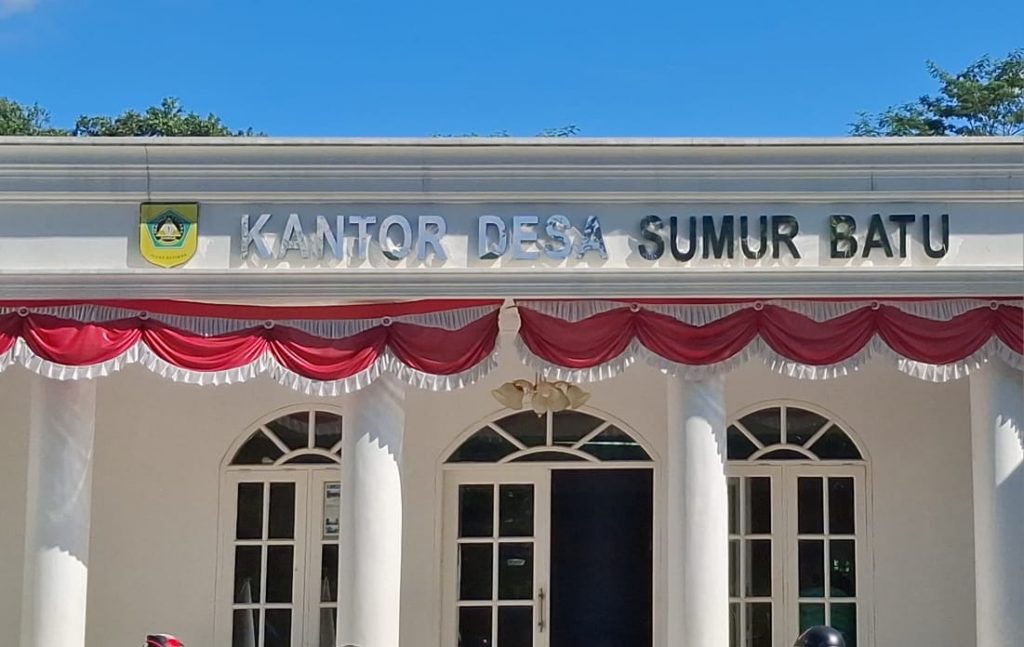 KANTOR DESA SUMUR BATU